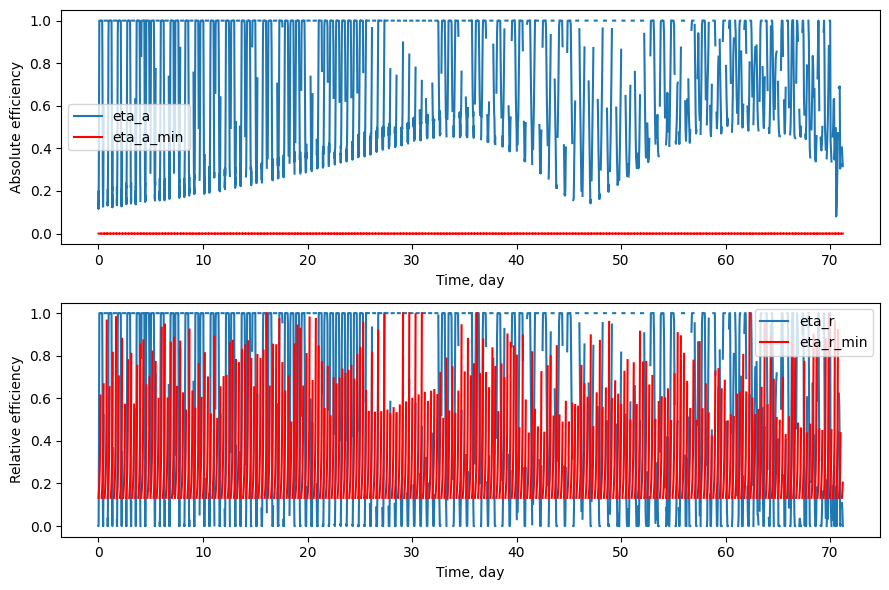 1.0
0.8
0.6
0.4
0.2
0.0
Absolute efficiency
eta_a
eta_a_min
0 10 20 30 40 50 60 70
Time, day
1.0
0.8
0.6
0.4
0.2
0.0
Relative efficiency
eta_r
eta_r_min
0 10 20 30 40 50 60 70
Time, day